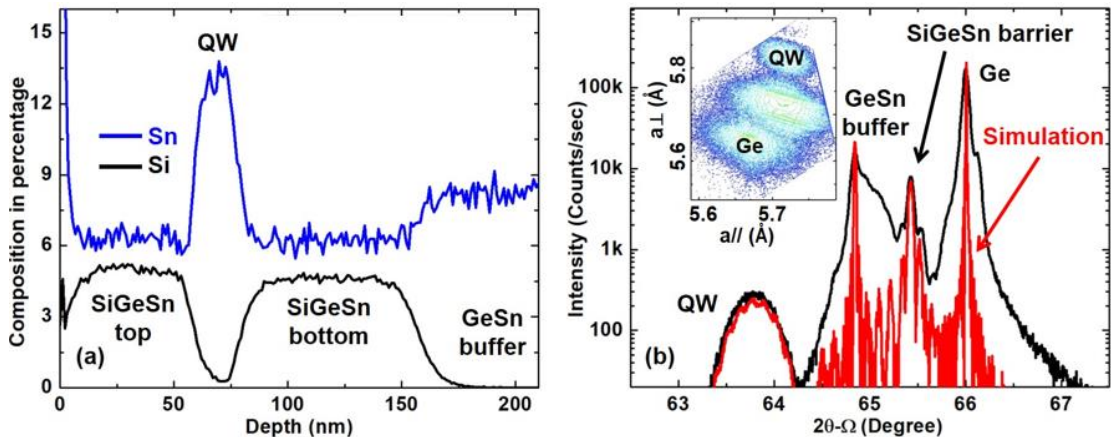 15
12
9
6
3
0
Composition in percentage
QW
Sn
Si
SiGeSn
top
SiGeSn
bottom
GeSn
buffer
(a)
0 50 100 150 200
Depth (nm)
100k
10k
1k
100
Intensity (Counts/sec)
5.8
5.6
a⊥ (Å)
QW
Ge
5.6 5.7
a// (Å)
SiGeSn barrier
Ge
GeSn
buffer
Simulation
QW
(b)
63 64 65 66 67
2θ-Ω (Degree)